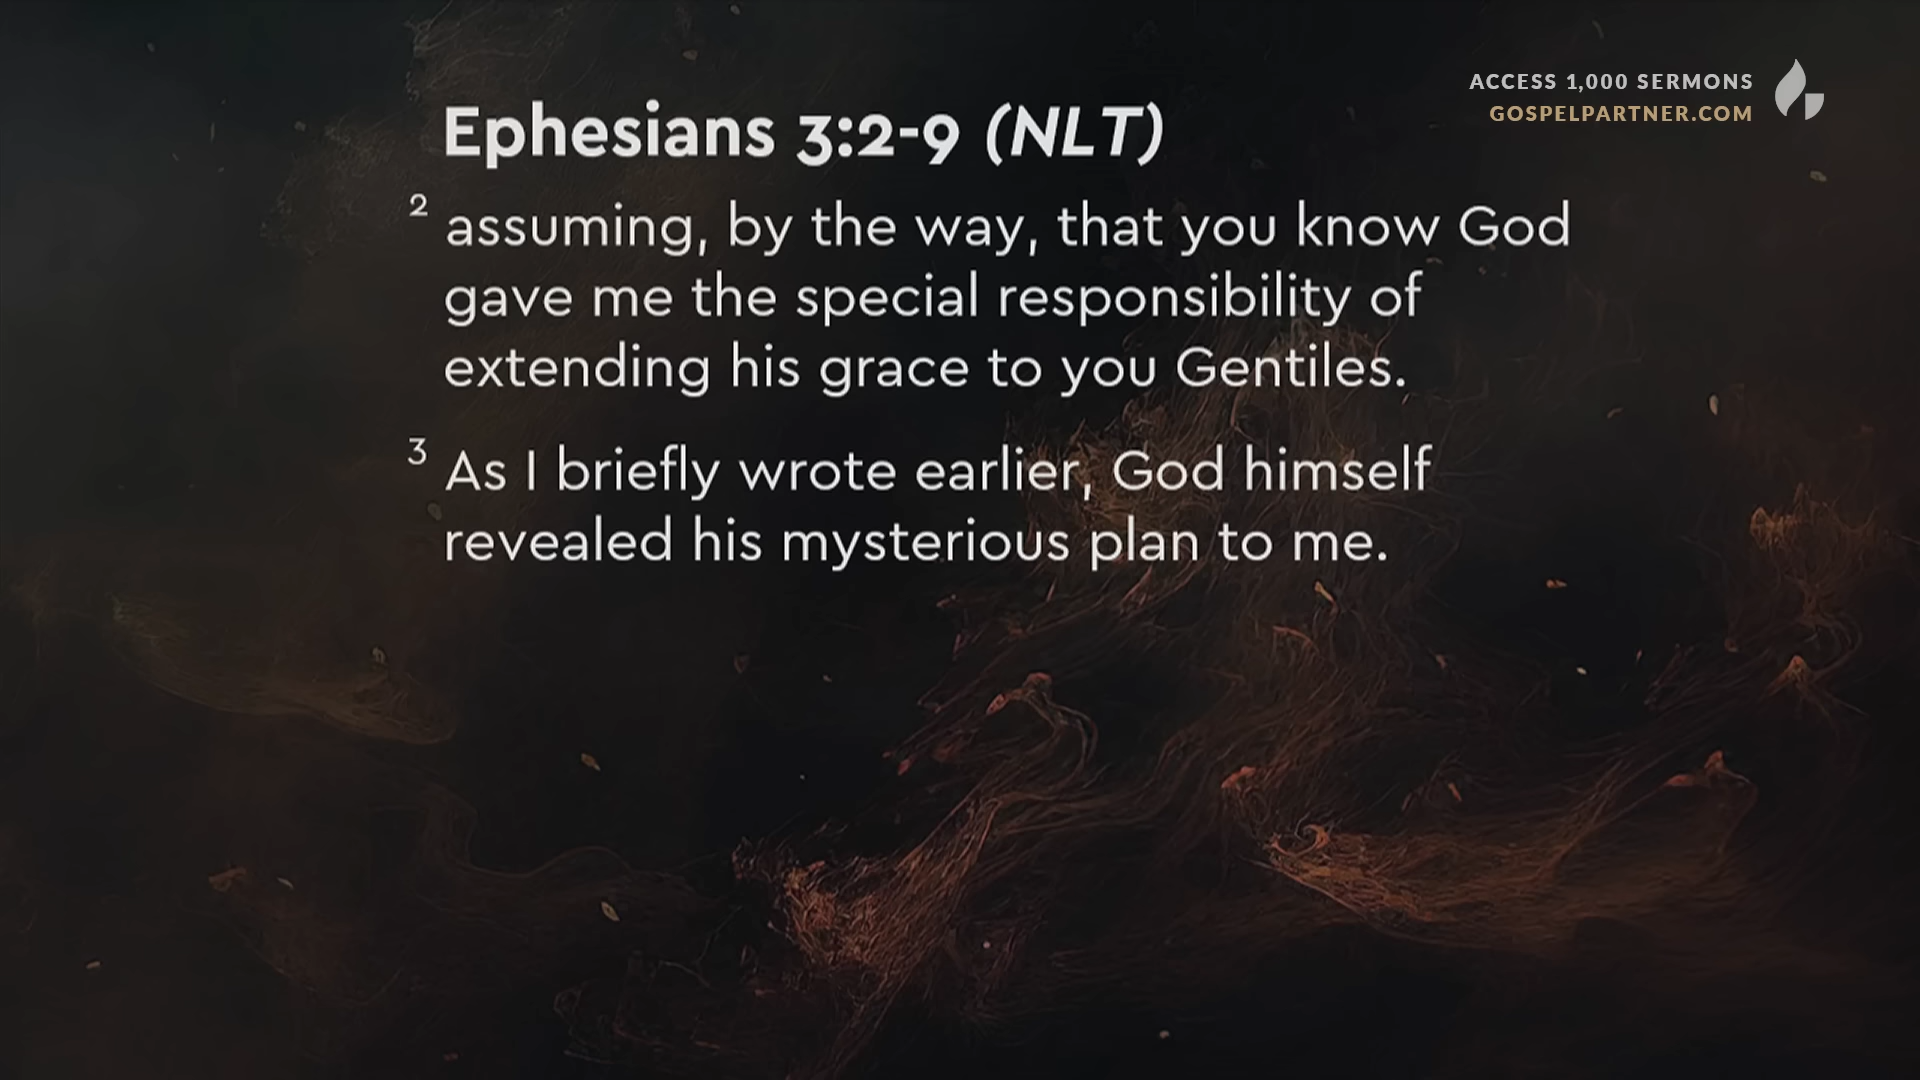 ACCESS 1,000 SERMONS
GOSPELPARTNER.COM
Ephesians 3:2-9 (NLT)
2 assuming, by the way, that you know God
gave me the special responsibility of
extending his grace to you Gentiles.
3 As I briefly wrote earlier, God himself
revealed his mysterious plan to me.